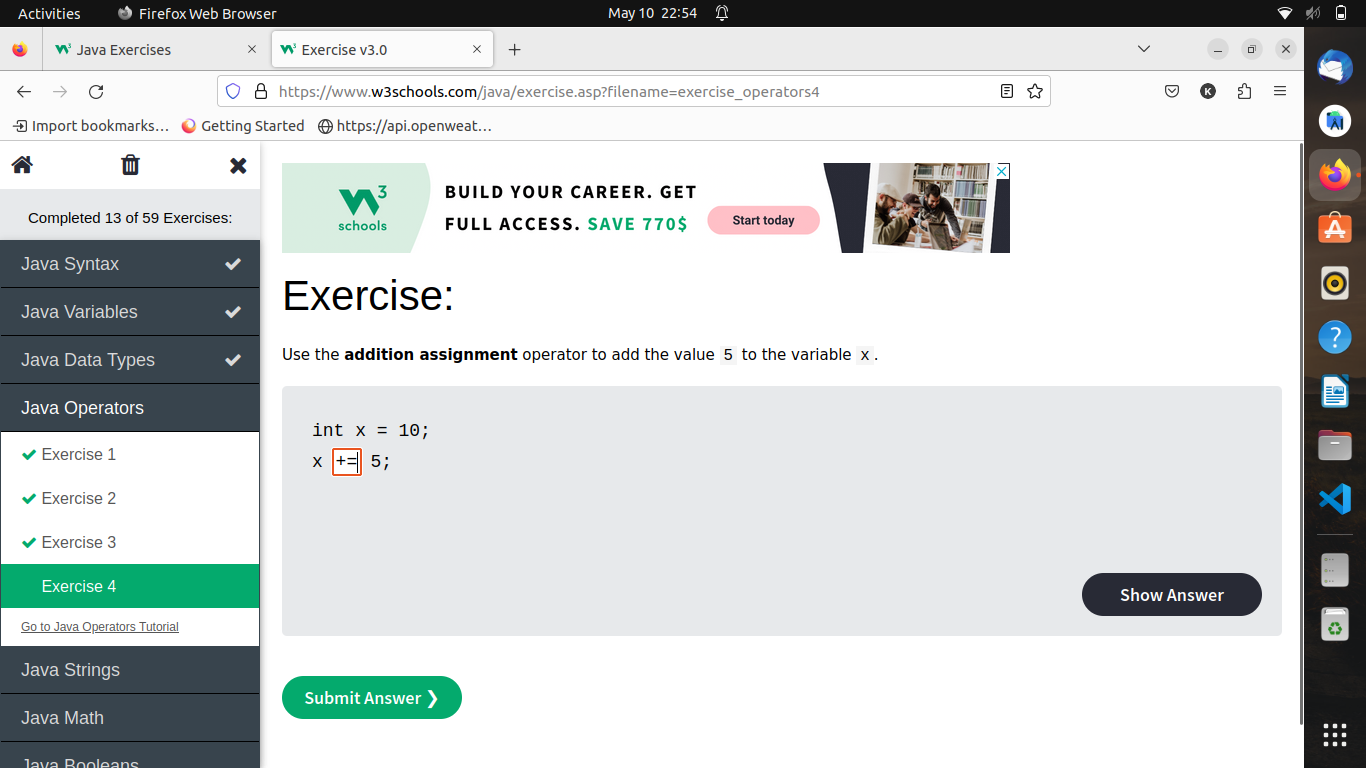 Activities
Firefox Web Browser
May 10 22:54
Java Exercises
Exercise v3.0
https://www.w3schools.com/java/exercise.asp?filename=exercise_operators4
K
Import bookmarks…
Getting Started
https://api.openweat…
Completed 13 of 59 Exercises:
Java Syntax
Java Variables
Java Data Types
Java Operators
Exercise 1
Exercise 2
Exercise 3
Exercise 4
Go to Java Operators Tutorial
Java Strings
Java Math
Java Booleans
W3
schools
BUILD YOUR CAREER. GET
FULL ACCESS. SAVE 770$
Start today
Exercise:
Use the addition assignment operator to add the value 5 to the variable x.
int x = 10;
x += 5;
Show Answer
Submit Answer ❯